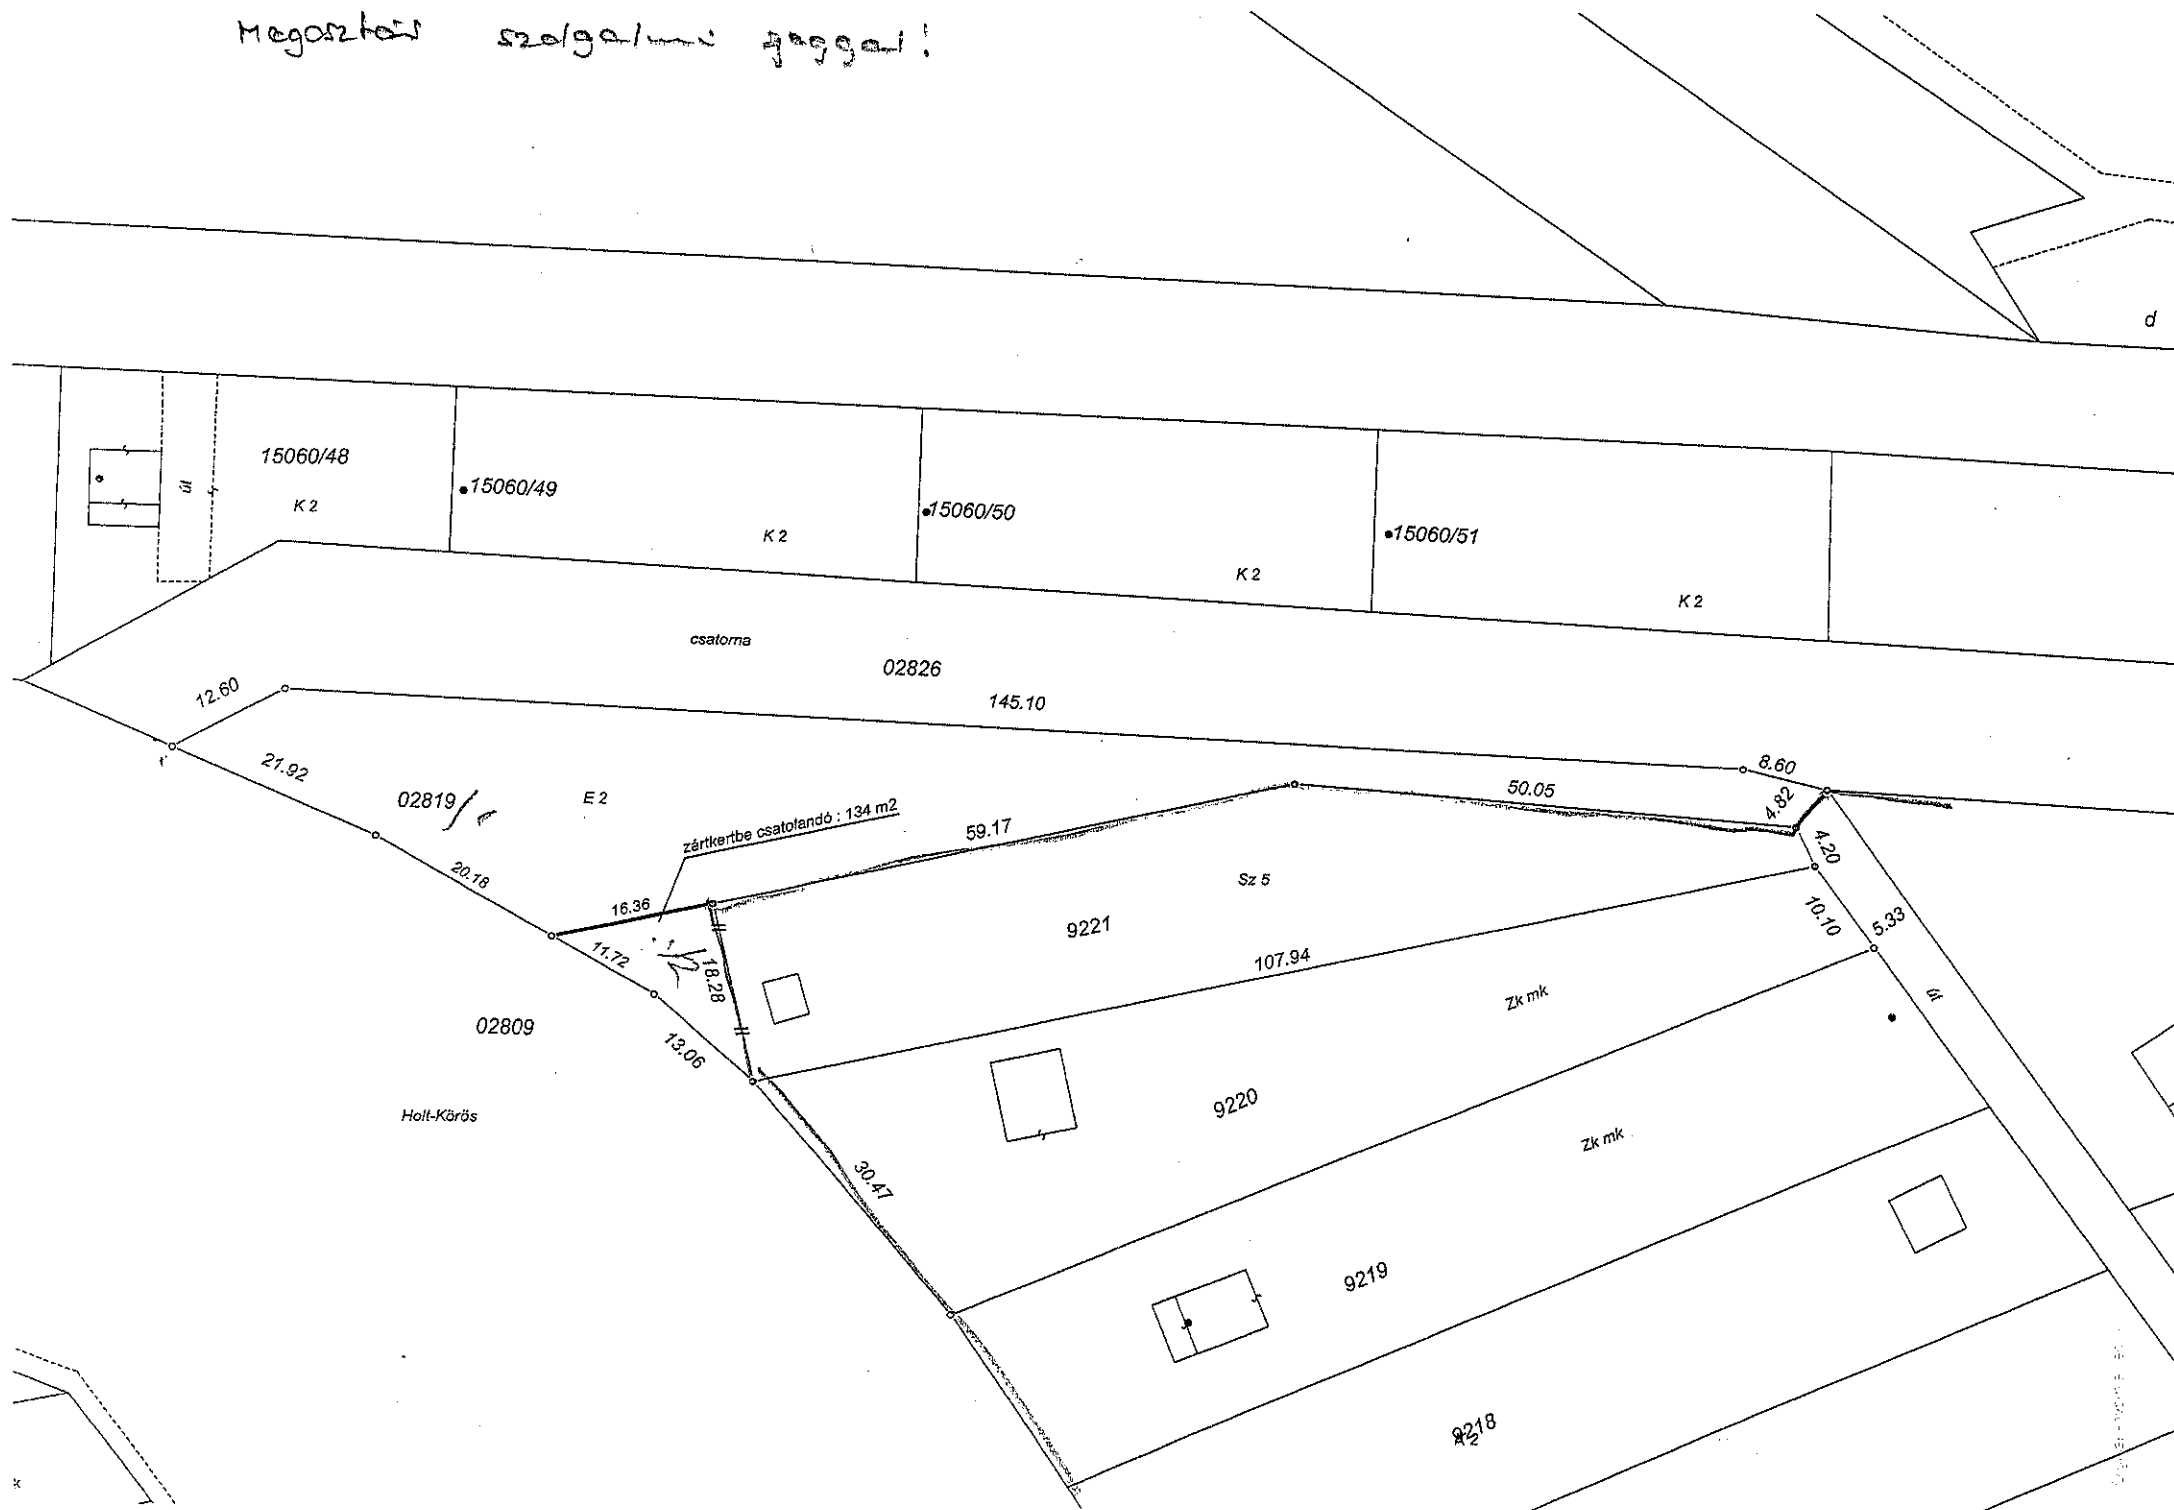 Megosztás szolgalmi joggal!
d
15060/48
K 2
út
15060/49
K 2
15060/50
K 2
15060/51
K 2
csatorna
02826
145.10
12.60
21.92
02819/
E 2
zártkertbe csatolandó : 134 m2
59.17
50.05
8.60
4.82
4.20
20.18
16.36
11.72
18.28
Sz 5
9221
107.94
10.10
5.33
út
Zk mk
02809
13.06
Holt-Körös
9220
Zk mk
30.47
9219
9218